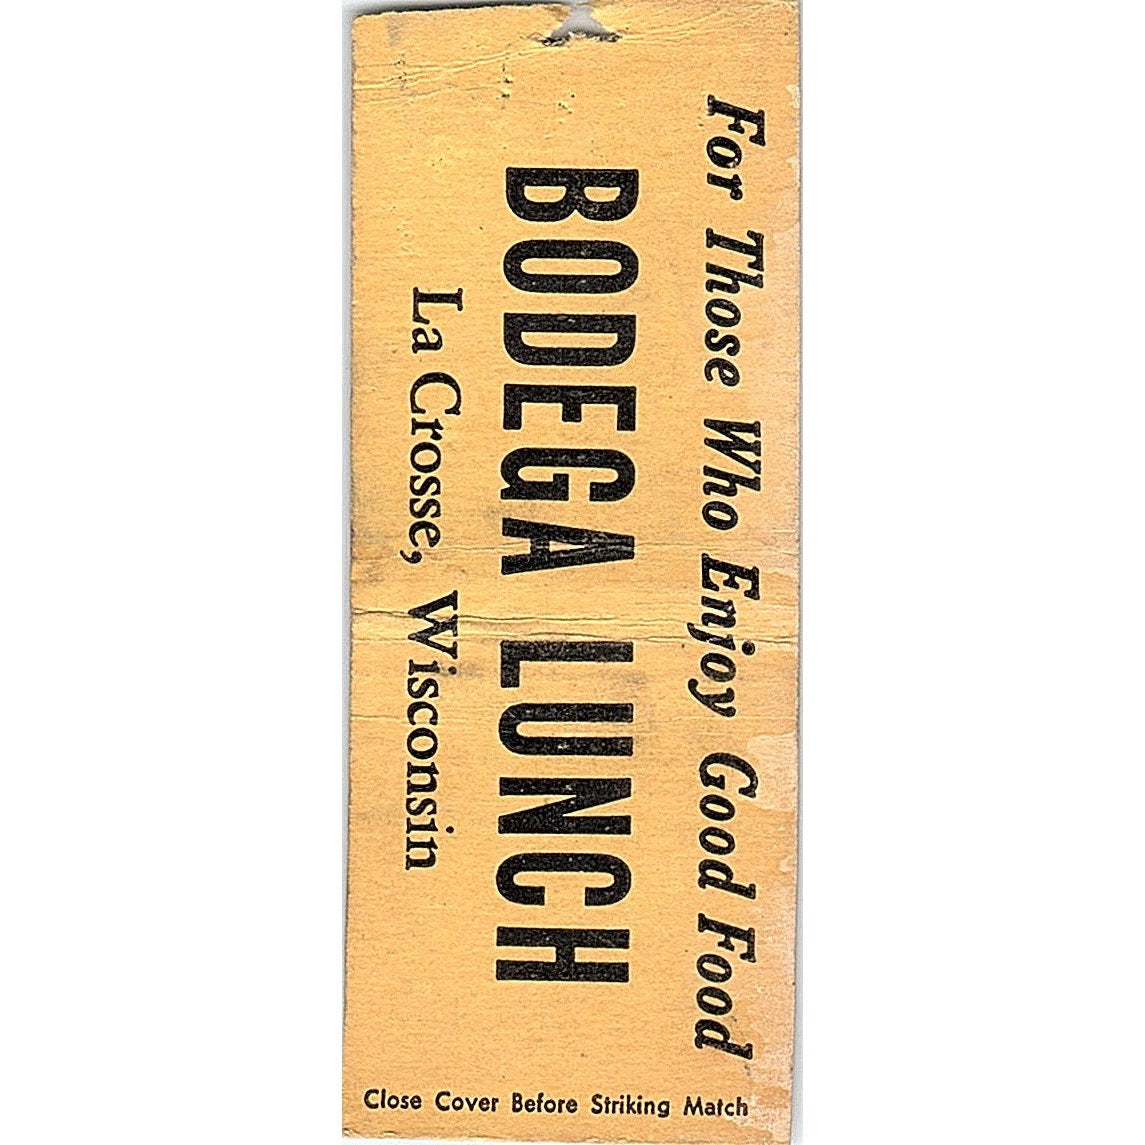 For Those Who Enjoy Good Food
BODEGA LUNCH
La Crosse, Wisconsin
Close Cover Before Striking Match